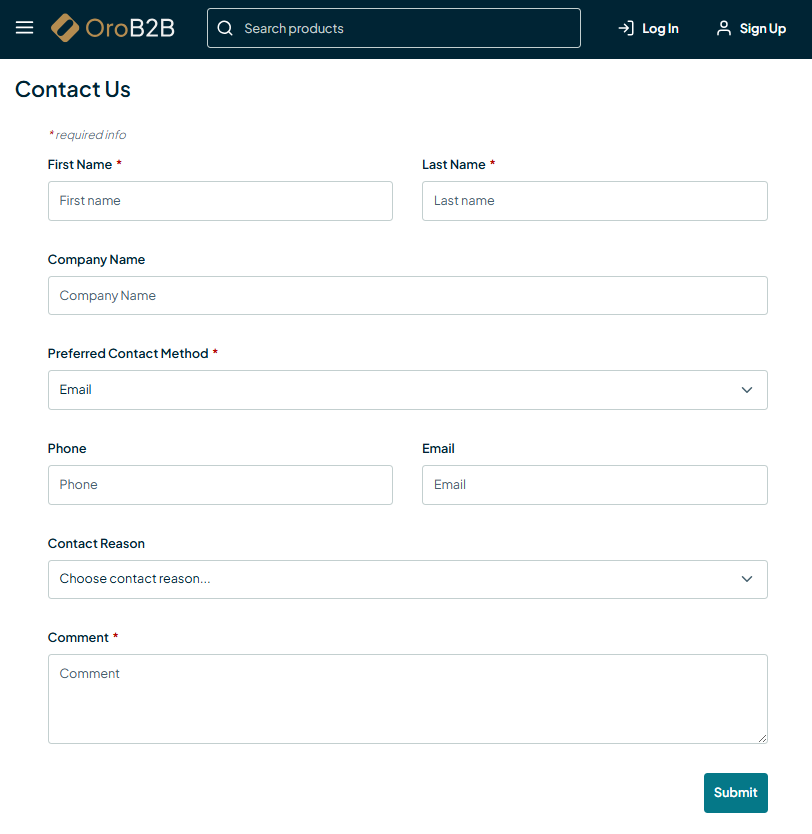 OroB2B
Search products
Log In
Sign Up
Contact Us
* required info
First Name *
Last Name *
First name
Last name
Company Name
Company Name
Preferred Contact Method *
Email
Phone
Email
Phone
Email
Contact Reason
Choose contact reason...
Comment *
Comment
Submit